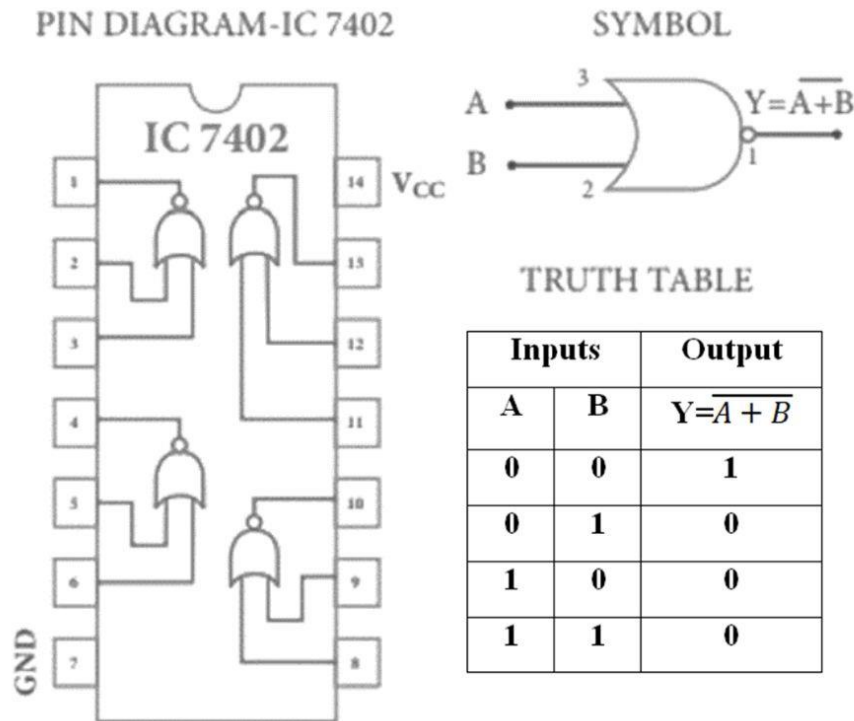 PIN DIAGRAM-IC 7402
IC 7402
1
2
3
4
5
6
7
GND
14 VCC
13
12
11
10
9
8
SYMBOL
A
3
B
2
1
Y=\overline{A+B}
TRUTH TABLE
Inputs Output
A B Y=\overline{A + B}
0 0 1
0 1 0
1 0 0
1 1 0